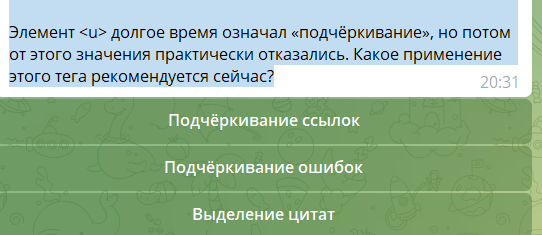 Элемент <u> долгое время означал «подчёркивание», но потом
от этого значения практически отказались. Какое применение
этого тега рекомендуется сейчас?
20:31
Подчёркивание ссылок
Подчёркивание ошибок
Выделение цитат